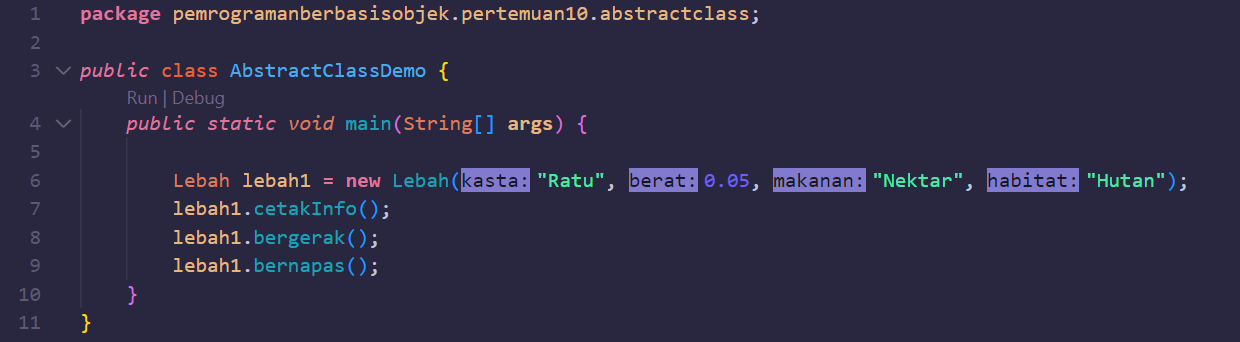 1 package pemrogramanberbasisobjek.pertemuan10.abstractclass;
2
3 public class AbstractClassDemo {
Run | Debug
4 public static void main(String[] args) {
5
6 Lebah lebah1 = new Lebah(kasta: "Ratu", berat: 0.05, makanan: "Nektar", habitat: "Hutan");
7 lebah1.cetakInfo();
8 lebah1.bergerak();
9 lebah1.bernapas();
10 }
11 }